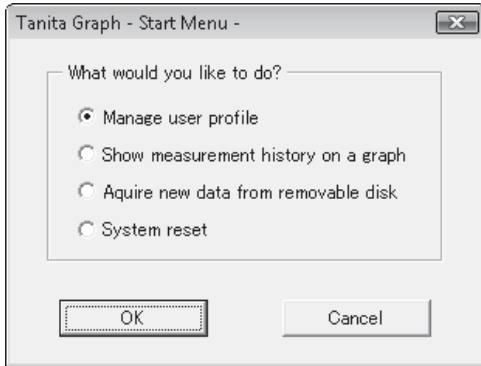 Tanita Graph - Start Menu -
What would you like to do?
Manage user profile
Show measurement history on a graph
Aquire new data from removable disk
System reset
OK Cancel